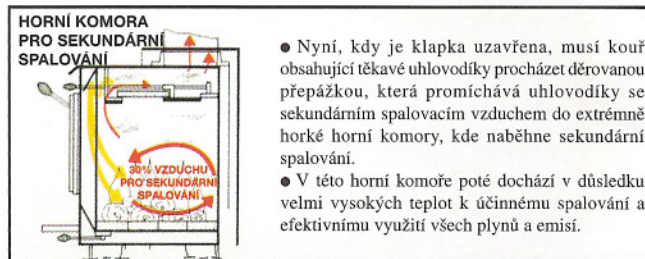 HORNÍ KOMORA
PRO SEKUNDÁRNÍ
SPALOVÁNÍ
30% VZDUCHU
PRO SEKUNDÁRNÍ
SPALOVÁNÍ
● Nyní, kdy je klapka uzavřena, musí kouř
obsahující těkavé uhlovodíky procházet děrovanou
přepážkou, která promíchává uhlovodíky se
sekundárním spalovacím vzduchem do extrémně
horké horní komory, kde naběhne sekundární
spalování.
● V této horní komoře poté dochází v důsledku
velmi vysokých teplot k účinnému spalování a
efektivnímu využití všech plynů a emisí.